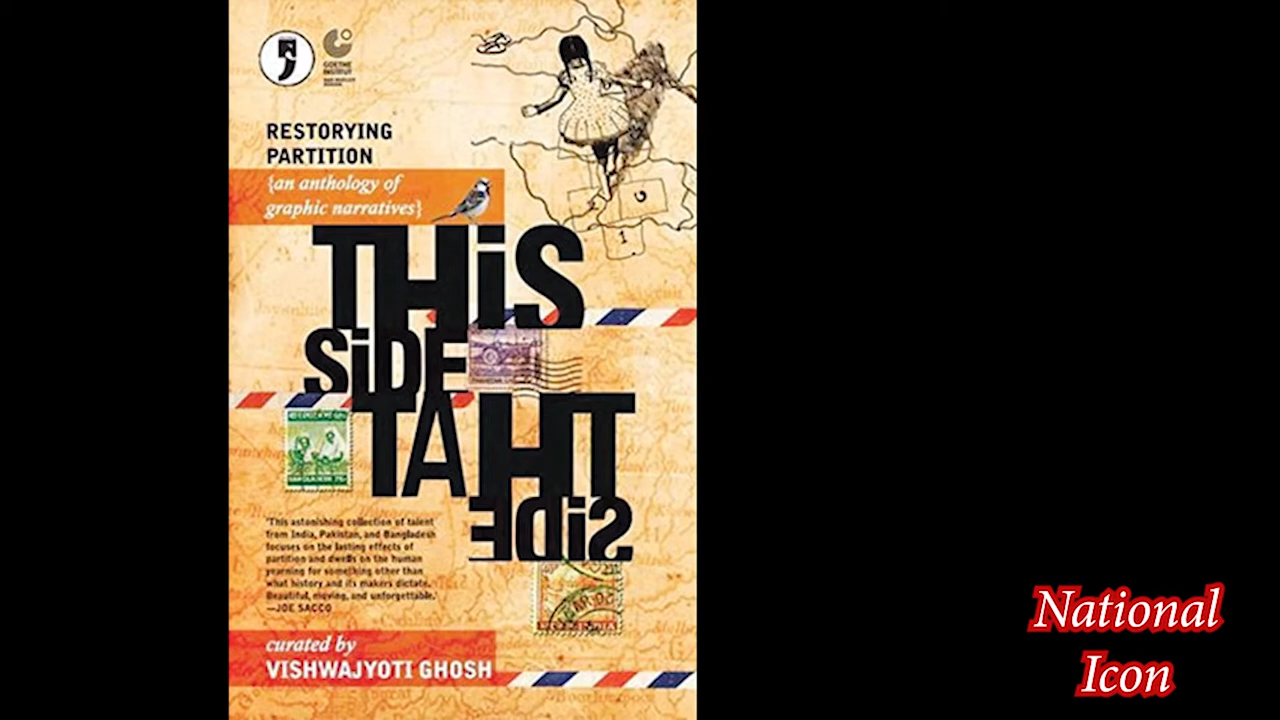 GOETHE
INSTITUT
RESTORYING
PARTITION
{an anthology of
graphic narratives}
THiS
SiDE
THAT
SiDE
2
1
'This astonishing collection of talent
from India, Pakistan, and Bangladesh
focuses on the lasting effects of
partition and dwells on the human
yearning for something other than
what history and its makers dictate.
Beautiful, moving, and unforgettable.'
—JOE SACCO
curated by
VISHWAJYOTI GHOSH
National
Icon